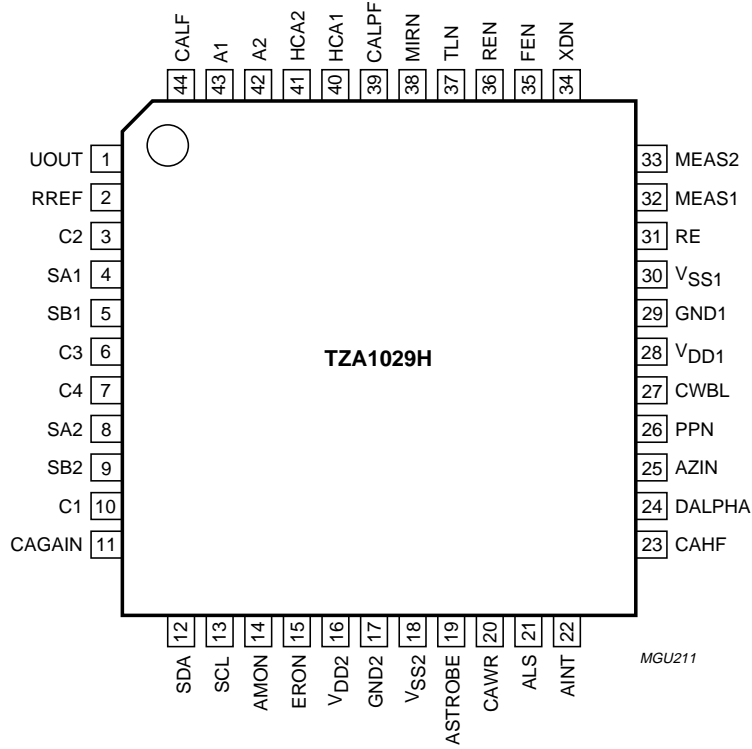 44 CALF
43 A1
42 A2
41 HCA2
40 HCA1
39 CALPF
38 MIRN
37 TLN
36 REN
35 FEN
34 XDN
UOUT 1
RREF 2
C2 3
SA1 4
SB1 5
C3 6
C4 7
SA2 8
SB2 9
C1 10
CAGAIN 11
TZA1029H
33 MEAS2
32 MEAS1
31 RE
30 VSS1
29 GND1
28 VDD1
27 CWBL
26 PPN
25 AZIN
24 DALPHA
23 CAHF
SDA 12
SCL 13
AMON 14
ERON 15
VDD2 16
GND2 17
VSS2 18
ASTROBE 19
CAWR 20
ALS 21
AINT 22
MGU211